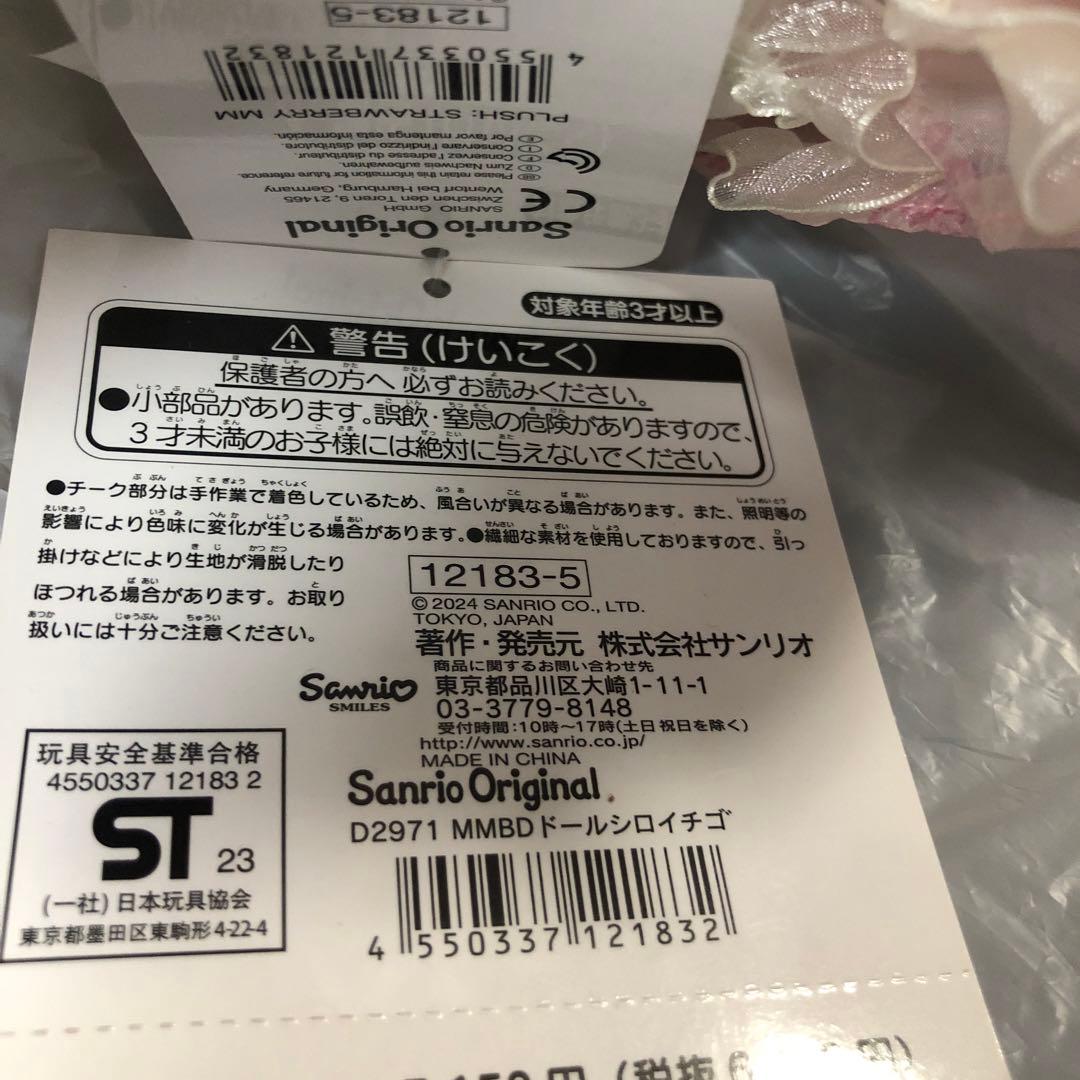 12183-5
4 550337 121832
PLUSH: STRAWBERRY MM
GB Please retain this information for future reference.
D Zum Nachweis aufbewahren.
F Conservez l'adresse du distributeur.
I Conservare l'indirizzo del distributore.
E Por favor mantenga esta información.
CE
SANRIO GmbH
Zwischen den Toren 9, 21465
Wentorf bei Hamburg, Germany
Sanrio Original
対象年齢3才以上
⚠ 警告(けいこく)
保護者の方へ 必ずお読みください。
●小部品があります。誤飲・窒息の危険がありますので、
3才未満のお子様には絶対に与えないでください。
●チーク部分は手作業で着色しているため、風合いが異なる場合があります。また、照明等の
影響により色味に変化が生じる場合があります。●繊細な素材を使用しておりますので、引っ
掛けなどにより生地が滑脱したり
ほつれる場合があります。お取り
扱いには十分ご注意ください。
12183-5
© 2024 SANRIO CO., LTD.
TOKYO, JAPAN
著作・発売元 株式会社サンリオ
商品に関するお問い合わせ先
Sanrio
SMILES
東京都品川区大崎1-11-1
03-3779-8148
受付時間:10時～17時(土日 祝日を除く)
http://www.sanrio.co.jp/
MADE IN CHINA
玩具安全基準合格
4550337 12183 2
ST 23
(一社)日本玩具協会
東京都墨田区東駒形4-22-4
Sanrio Original
D2971 MMBDドールシロイチゴ
4 550337 121832
150円(税抜
円)